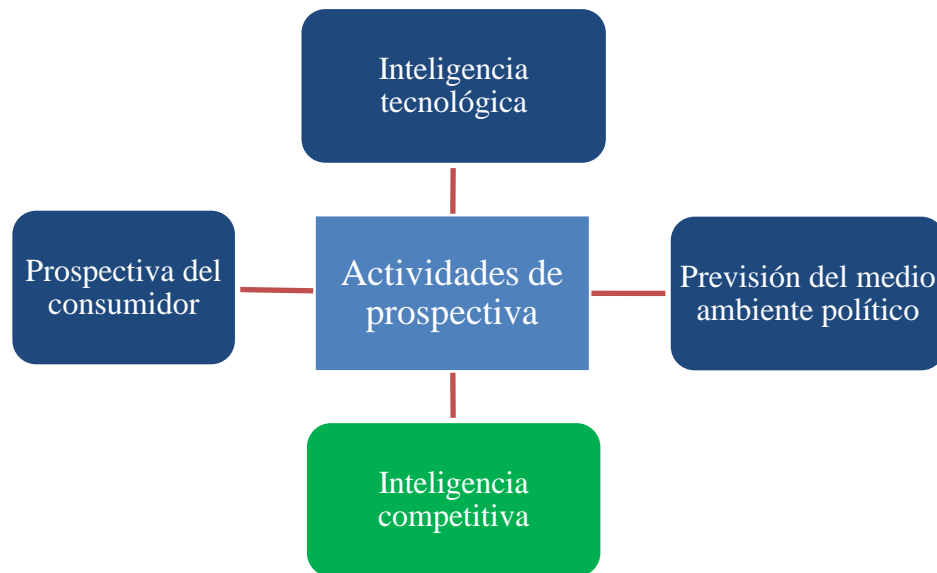 Inteligencia
tecnológica
Prospectiva del
consumidor
Actividades de
prospectiva
Previsión del medio
ambiente político
Inteligencia
competitiva